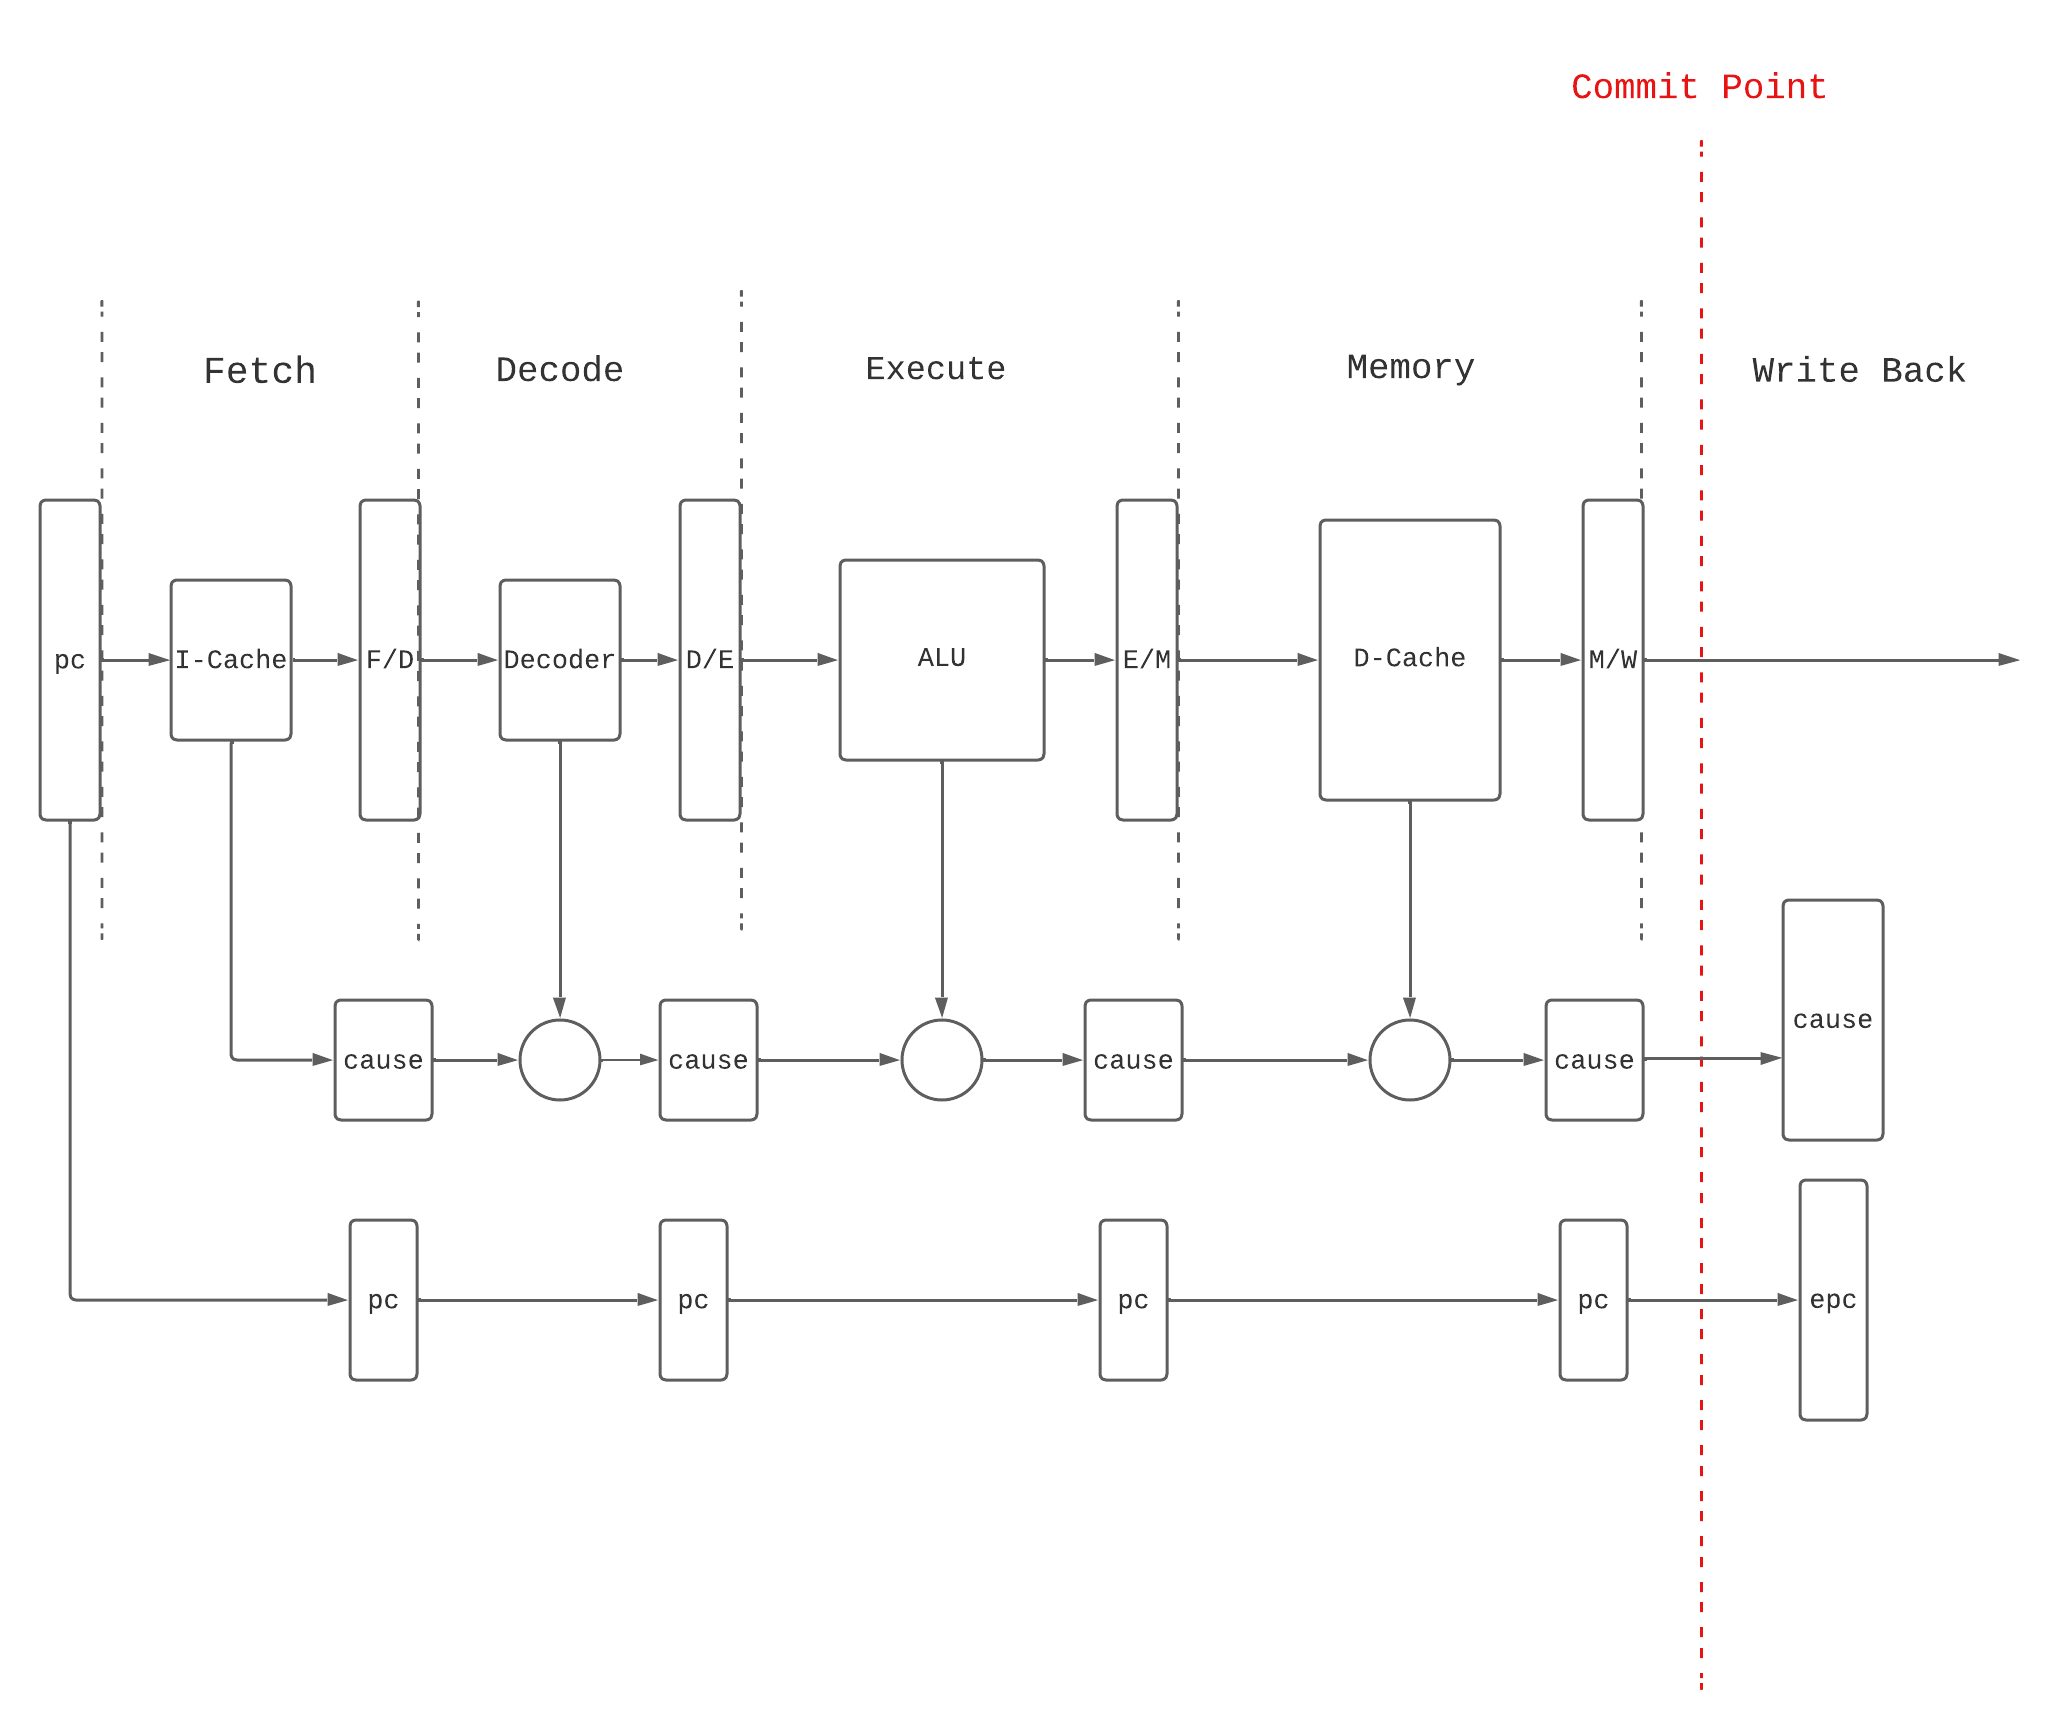 Commit Point
Fetch
Decode
Execute
Memory
Write Back
pc
I-Cache
F/D
Decoder
D/E
ALU
E/M
D-Cache
M/W
cause
cause
cause
cause
cause
pc
pc
pc
pc
epc